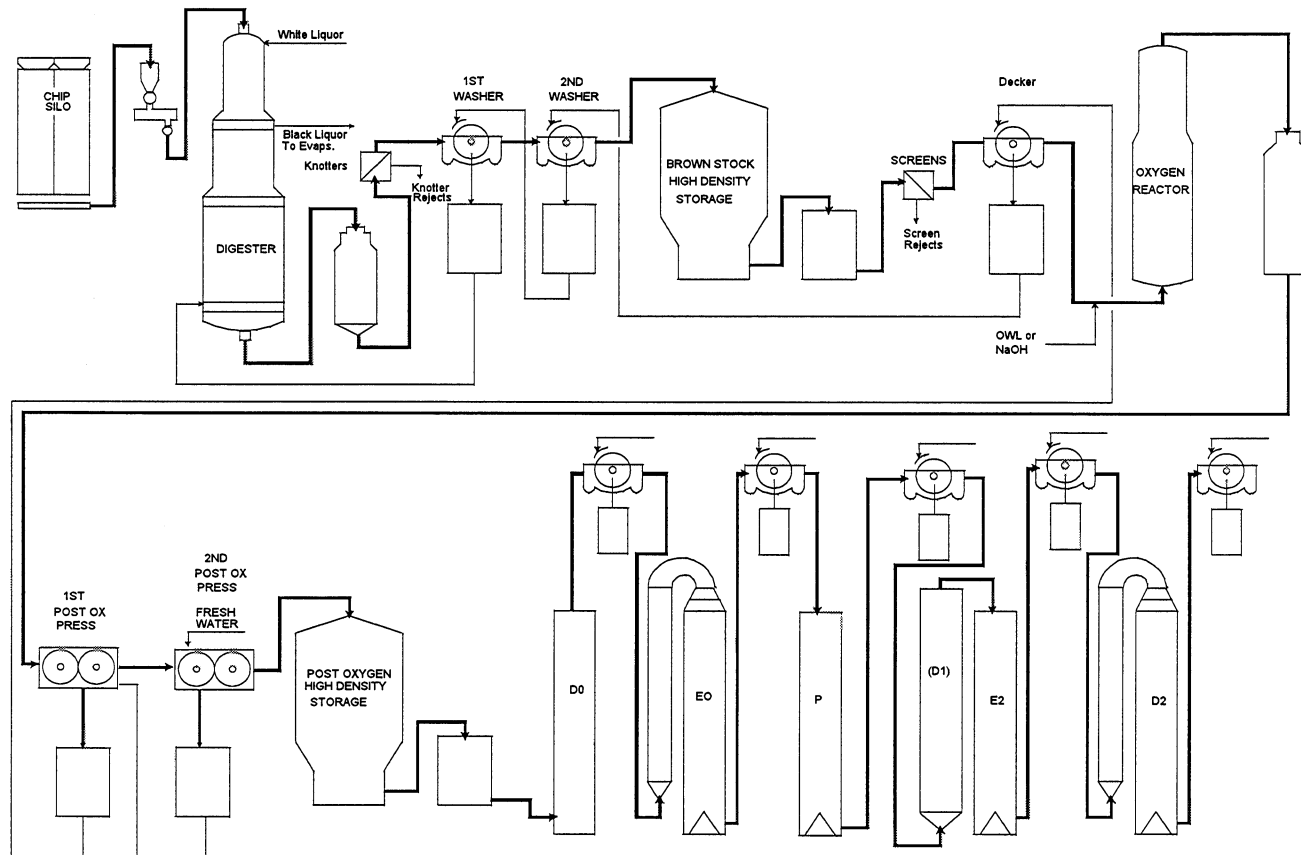 White Liquor
CHIP
SILO
Black Liquor
To Evaps.
DIGESTER
Knotters
Knotter
Rejects
1ST
WASHER
2ND
WASHER
BROWN STOCK
HIGH DENSITY
STORAGE
SCREENS
Screen
Rejects
Decker
OWL or
NaOH
OXYGEN
REACTOR
1ST
POST OX
PRESS
2ND
POST OX
PRESS
FRESH
WATER
POST OXYGEN
HIGH DENSITY
STORAGE
D0
EO
P
(D1)
E2
D2